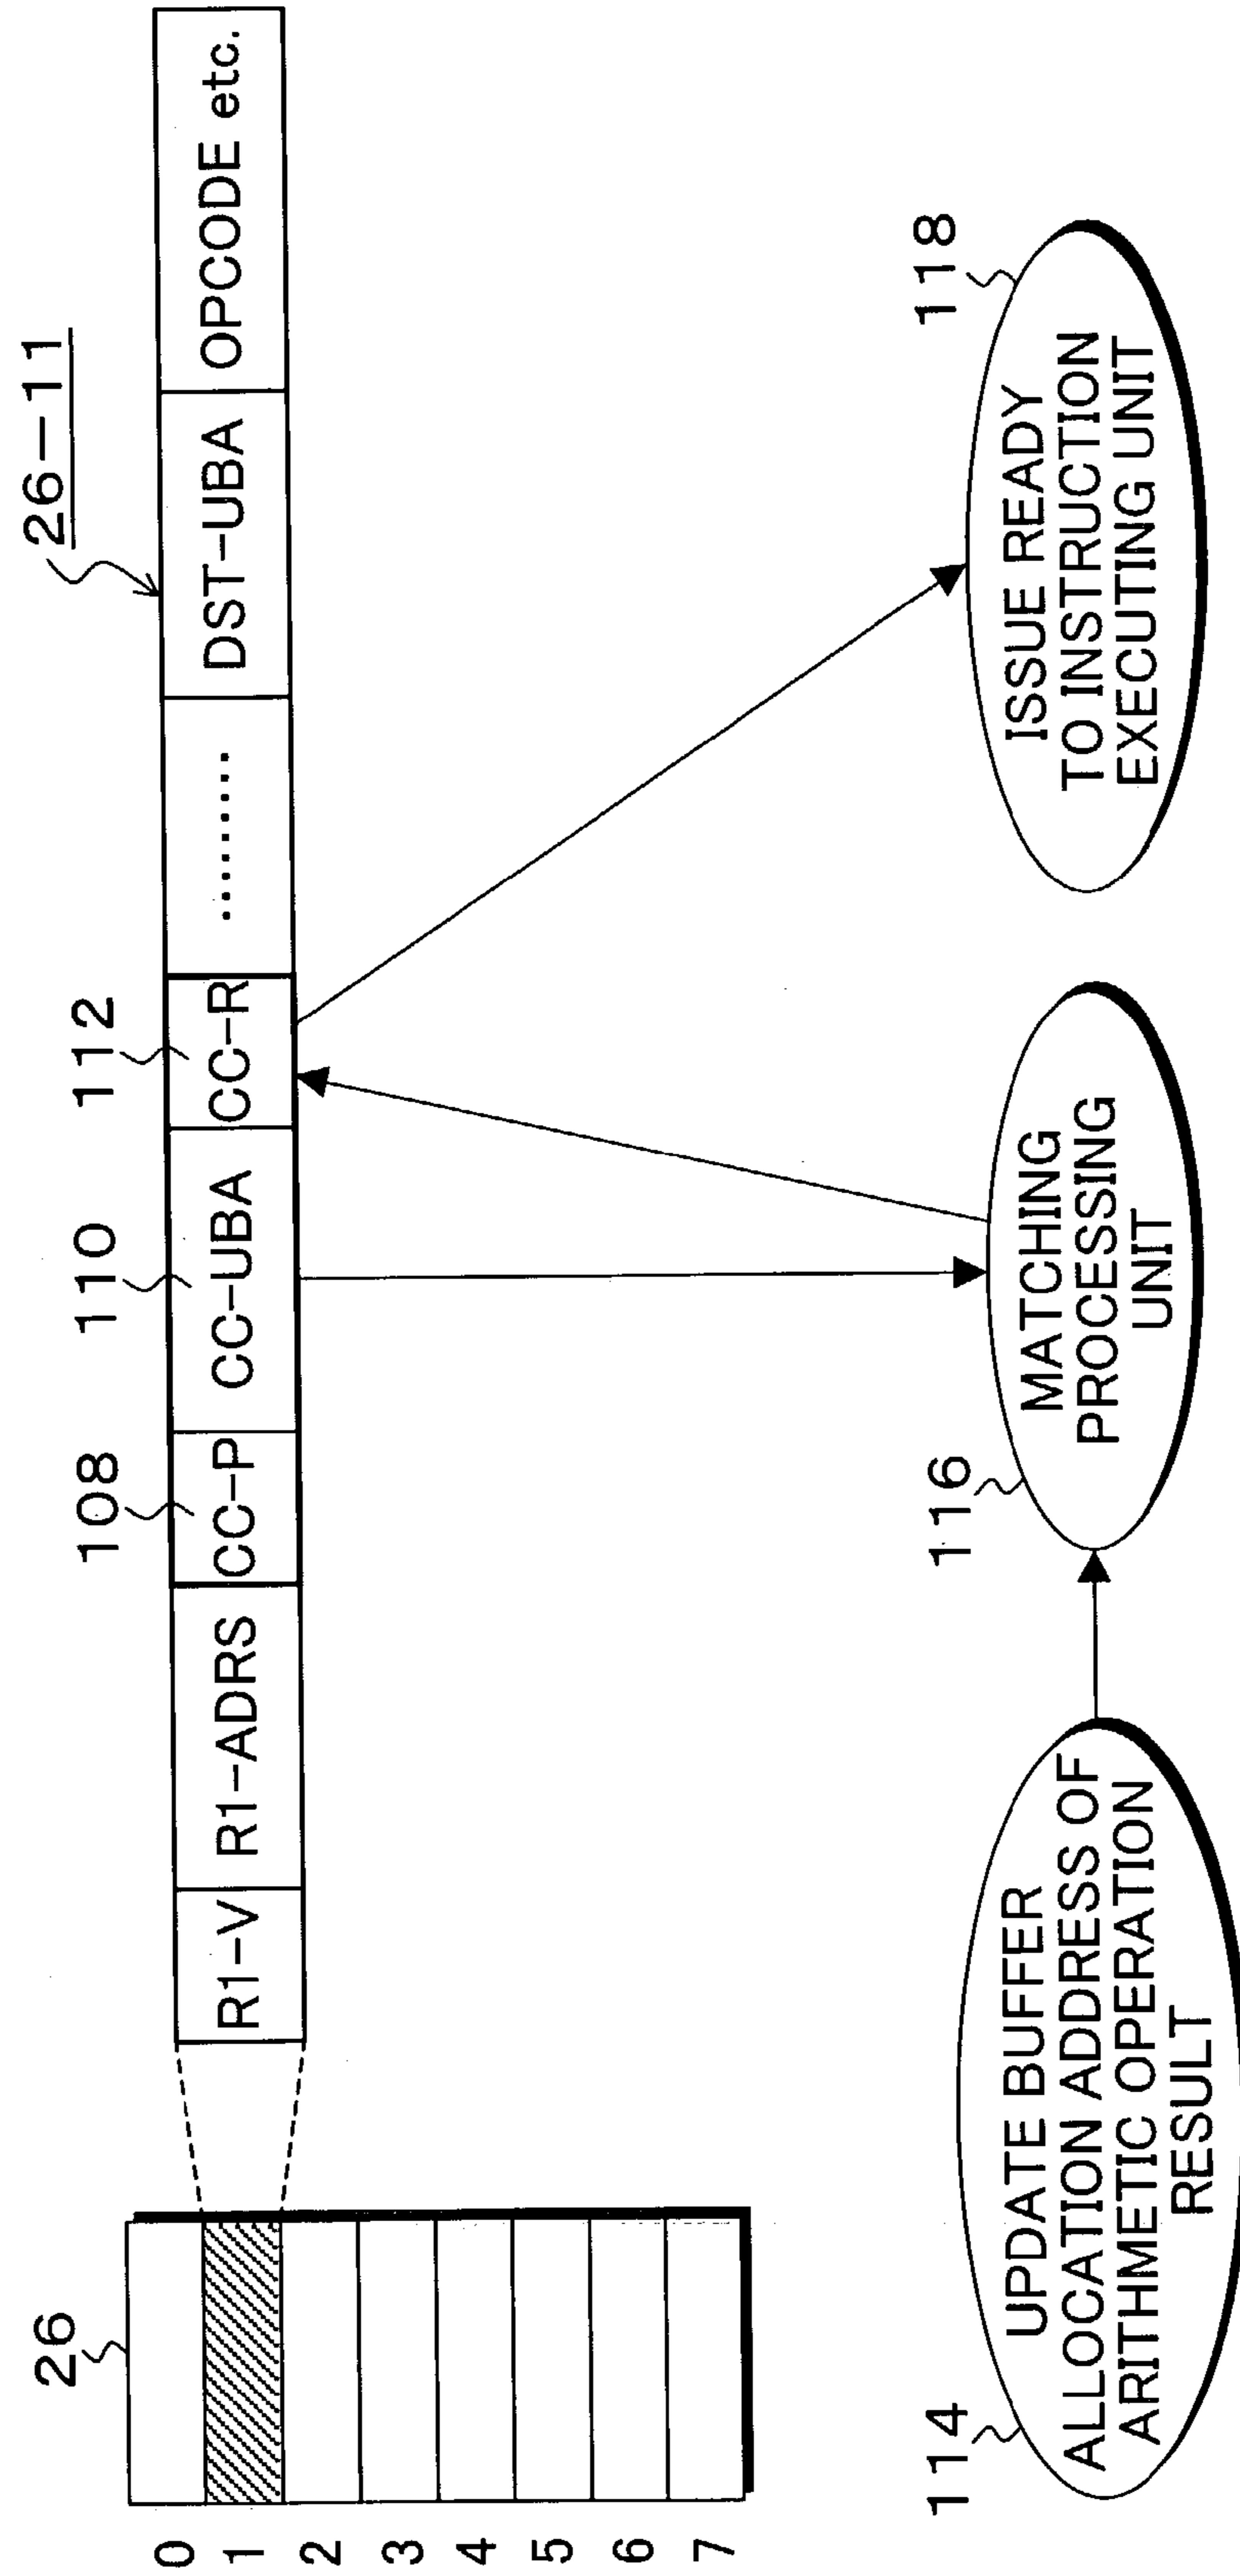 26
0
1
2
3
4
5
6
7
26-11
108
110
112
R1-V
R1-ADRS
CC-P
CC-UBA
CC-R
........
DST-UBA
OPCODE etc.
114
UPDATE BUFFER
ALLOCATION ADDRESS OF
ARITHMETIC OPERATION
RESULT
116
MATCHING
PROCESSING
UNIT
118
ISSUE READY
TO INSTRUCTION
EXECUTING UNIT